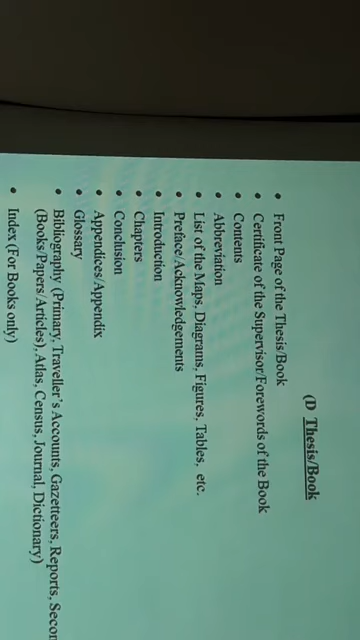 (D Thesis/Book
• Front Page of the Thesis/Book
• Certificate of the Supervisor/Forewords of the Book
• Contents
• Abbreviation
• List of the Maps, Diagrams, Figures, Tables, etc.
• Preface/Acknowledgements
• Introduction
• Chapters
• Conclusion
• Appendices/Appendix
• Glossary
• Bibliography (Primary, Traveller's Accounts, Gazetteers, Reports,
(Books/Papers/Articles), Atlas, Census, Journal, Dictionary)
• Index (For Books only)